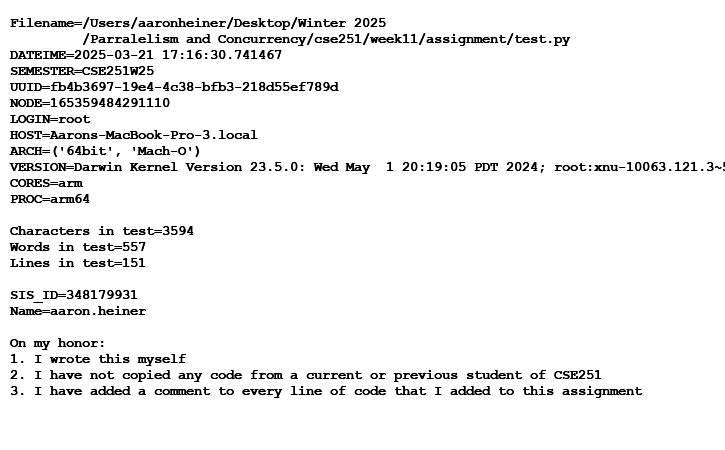 Filename=/Users/aaronheiner/Desktop/Winter 2025
/Parralelism and Concurrency/cse251/week11/assignment/test.py
DATEIME=2025-03-21 17:16:30.741467
SEMESTER=CSE251W25
UUID=fb4b3697-19e4-4c38-bfb3-218d55ef789d
NODE=165359484291110
LOGIN=root
HOST=Aarons-MacBook-Pro-3.local
ARCH=('64bit', 'Mach-O')
VERSION=Darwin Kernel Version 23.5.0: Wed May  1 20:19:05 PDT 2024; root:xnu-10063.121.3~5
CORES=arm
PROC=arm64
Characters in test=3594
Words in test=557
Lines in test=151
SIS_ID=348179931
Name=aaron.heiner
On my honor:
1. I wrote this myself
2. I have not copied any code from a current or previous student of CSE251
3. I have added a comment to every line of code that I added to this assignment